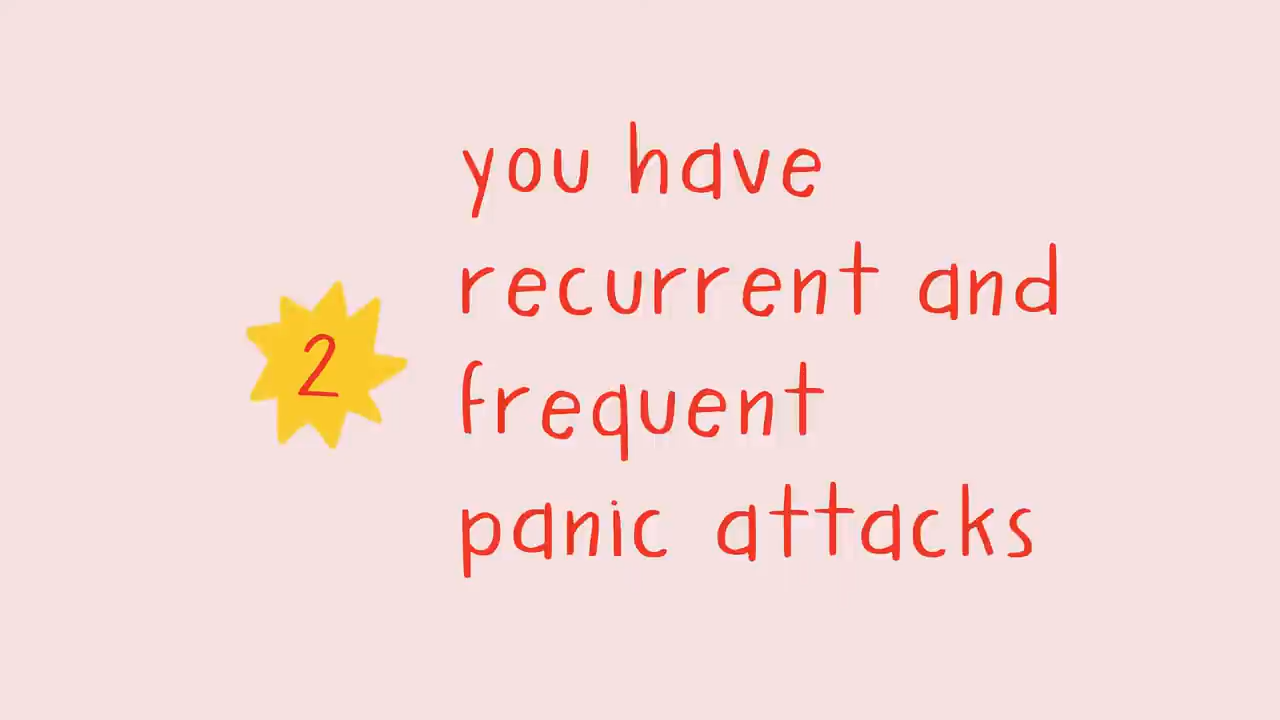 2
you have
recurrent and
frequent
panic attacks